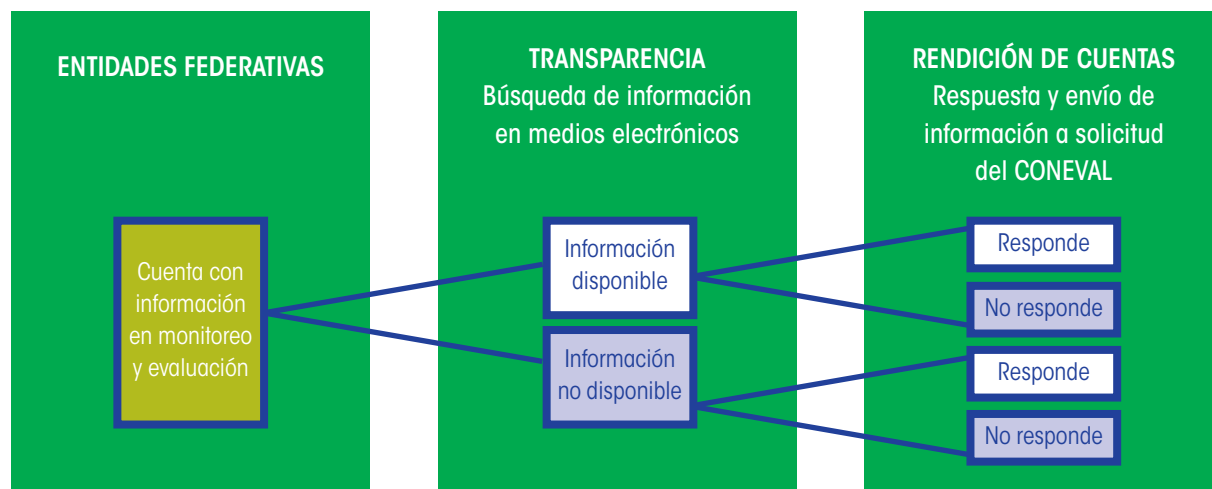 ENTIDADES FEDERATIVAS
Cuenta con
información
en monitoreo
y evaluación
TRANSPARENCIA
Búsqueda de información
en medios electrónicos
Información
disponible
Información
no disponible
RENDICIÓN DE CUENTAS
Respuesta y envío de
información a solicitud
del CONEVAL
Responde
No responde
Responde
No responde